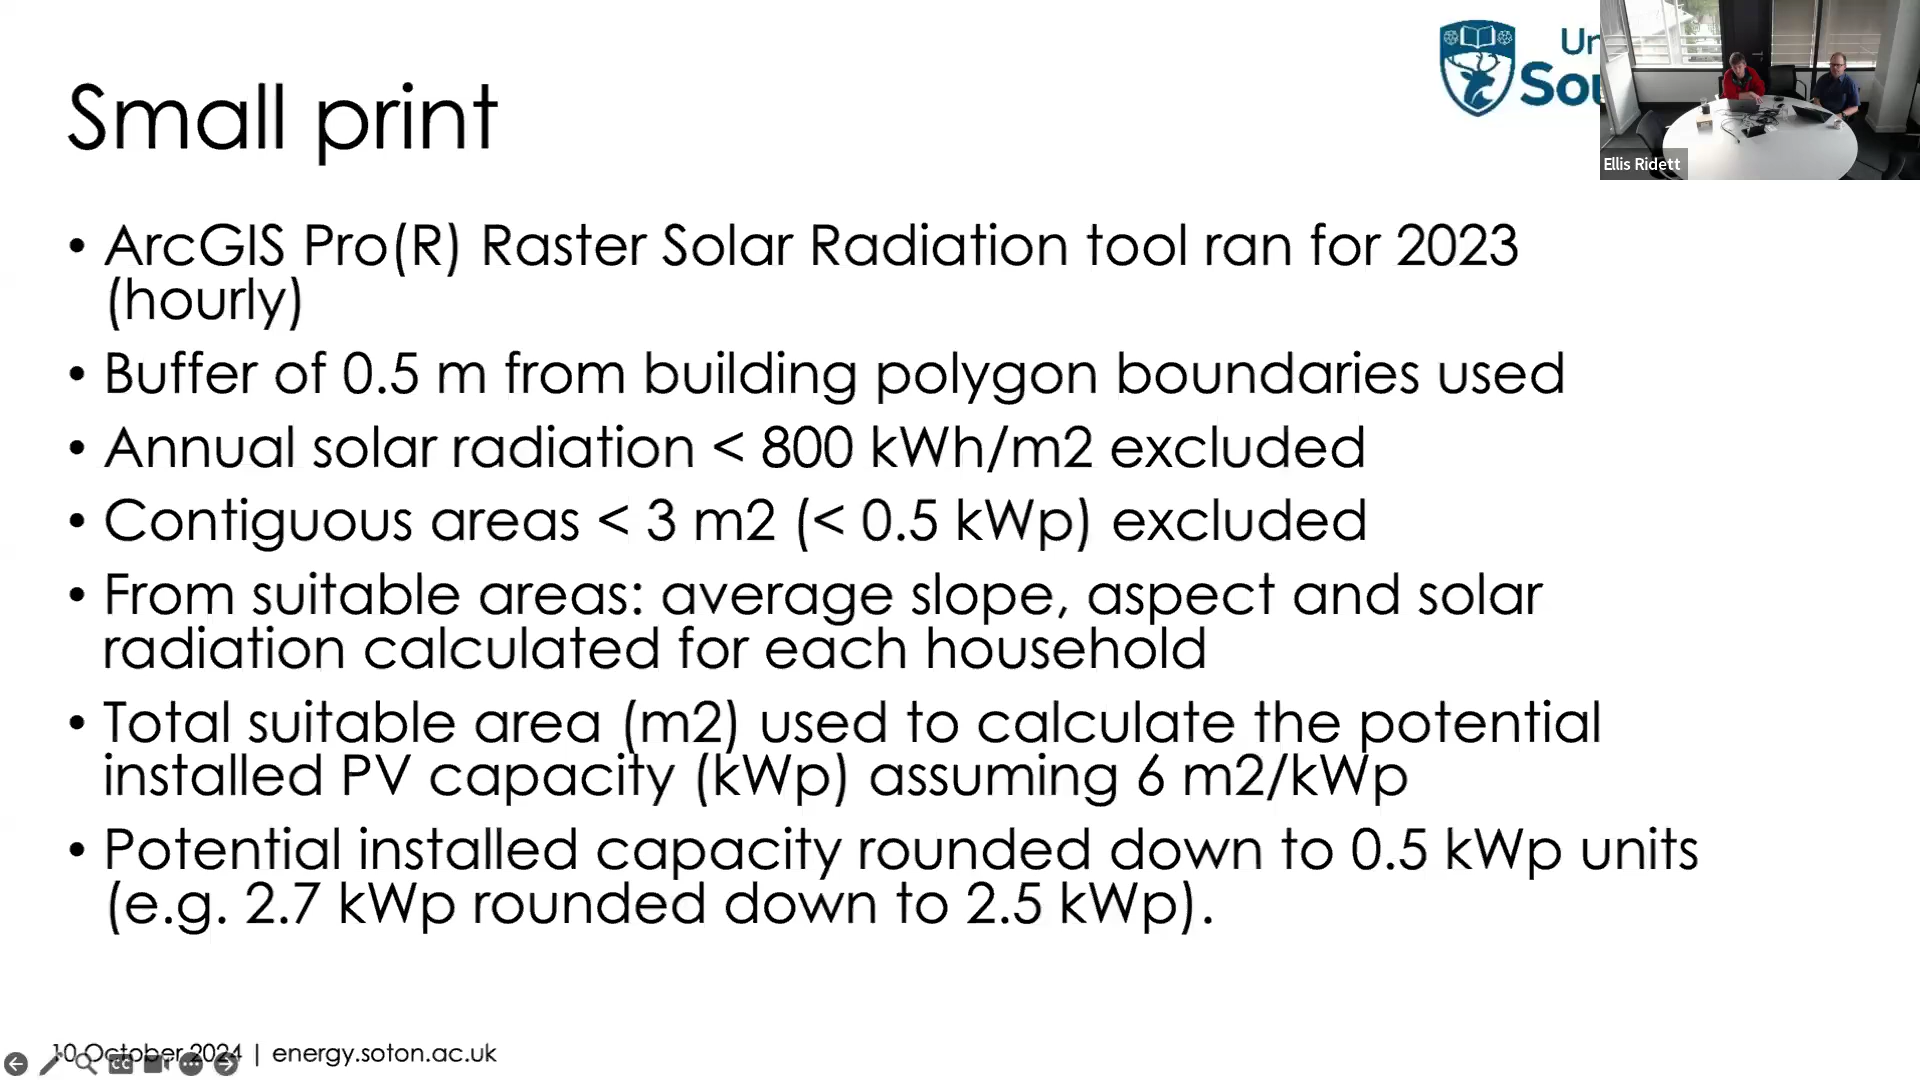 Small print
Un
Sou
Ellis Ridett
• ArcGIS Pro(R) Raster Solar Radiation tool ran for 2023
(hourly)
• Buffer of 0.5 m from building polygon boundaries used
• Annual solar radiation < 800 kWh/m2 excluded
• Contiguous areas < 3 m2 (< 0.5 kWp) excluded
• From suitable areas: average slope, aspect and solar
radiation calculated for each household
• Total suitable area (m2) used to calculate the potential
installed PV capacity (kWp) assuming 6 m2/kWp
• Potential installed capacity rounded down to 0.5 kWp units
(e.g. 2.7 kWp rounded down to 2.5 kWp).
10 October 2024 | energy.soton.ac.uk
CC